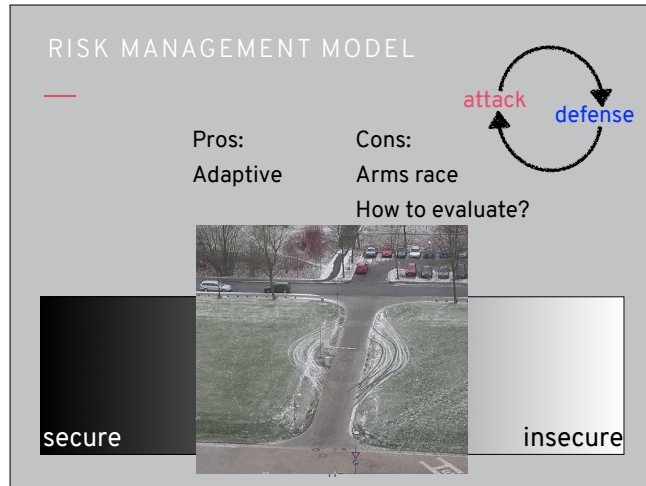 RISK MANAGEMENT MODEL
attack
defense
Pros:
Adaptive
Cons:
Arms race
How to evaluate?
secure
insecure